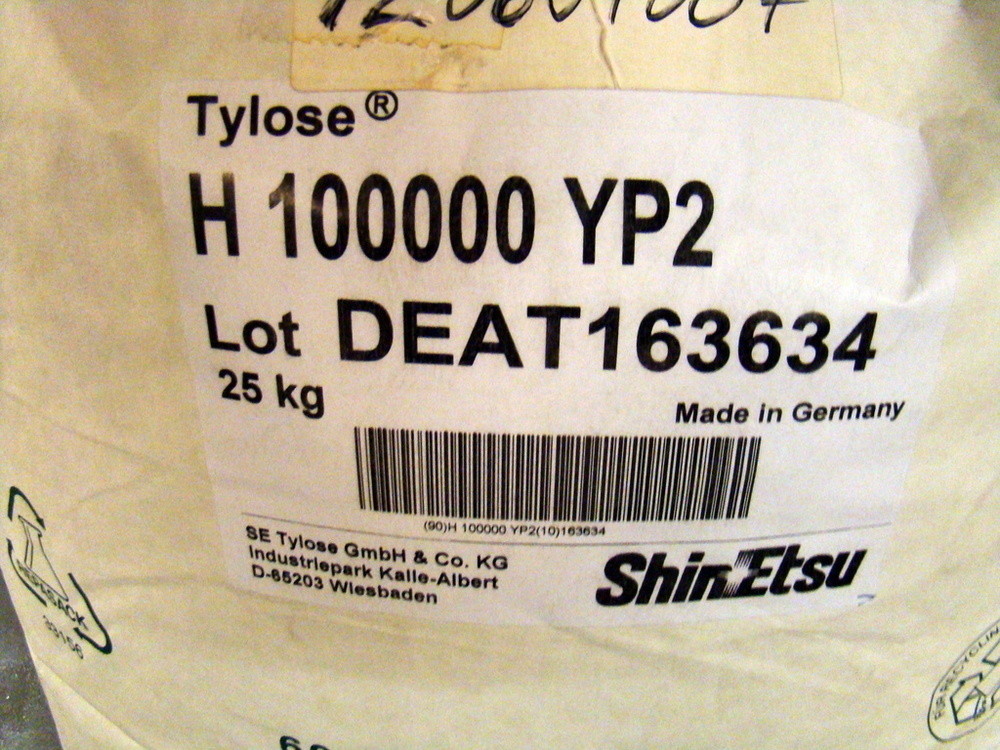 Tylose®
H 100000 YP2
Lot DEAT163634
25 kg
Made in Germany
(90)H 100000 YP2(10)163634
SE Tylose GmbH & Co. KG
Industriepark Kalle-Albert
D-65203 Wiesbaden
ShinEtsu
REPASACK